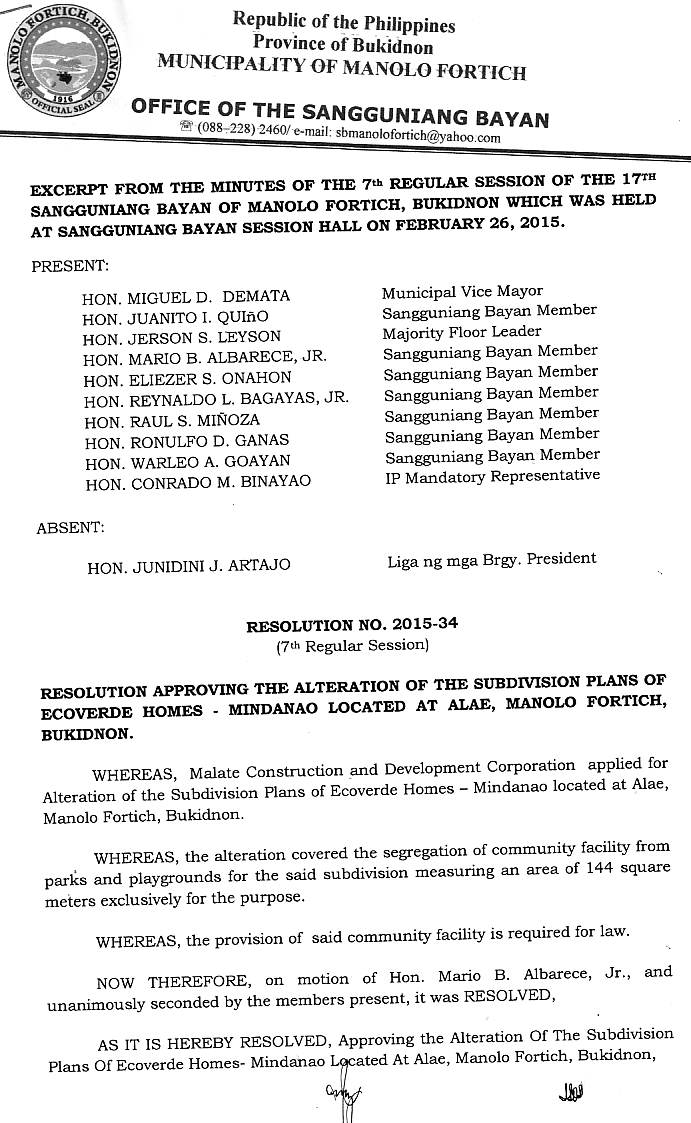 Republic of the Philippines
Province of Bukidnon
MUNICIPALITY OF MANOLO FORTICH
MANOLO FORTICH, BUKIDNON
1916
OFFICIAL SEAL
OFFICE OF THE SANGGUNIANG BAYAN
☏ (088-228) 2460/ e-mail: sbmanolofortich@yahoo.com
EXCERPT FROM THE MINUTES OF THE 7th REGULAR SESSION OF THE 17TH
SANGGUNIANG BAYAN OF MANOLO FORTICH, BUKIDNON WHICH WAS HELD
AT SANGGUNIANG BAYAN SESSION HALL ON FEBRUARY 26, 2015.
PRESENT:
HON. MIGUEL D. DEMATA Municipal Vice Mayor
HON. JUANITO I. QUIñO Sangguniang Bayan Member
HON. JERSON S. LEYSON Majority Floor Leader
HON. MARIO B. ALBARECE, JR. Sangguniang Bayan Member
HON. ELIEZER S. ONAHON Sangguniang Bayan Member
HON. REYNALDO L. BAGAYAS, JR. Sangguniang Bayan Member
HON. RAUL S. MIÑOZA Sangguniang Bayan Member
HON. RONULFO D. GANAS Sangguniang Bayan Member
HON. WARLEO A. GOAYAN Sangguniang Bayan Member
HON. CONRADO M. BINAYAO IP Mandatory Representative
ABSENT:
HON. JUNIDINI J. ARTAJO Liga ng mga Brgy. President
RESOLUTION NO. 2015-34
(7th Regular Session)
RESOLUTION APPROVING THE ALTERATION OF THE SUBDIVISION PLANS OF
ECOVERDE HOMES - MINDANAO LOCATED AT ALAE, MANOLO FORTICH,
BUKIDNON.
WHEREAS, Malate Construction and Development Corporation applied for
Alteration of the Subdivision Plans of Ecoverde Homes – Mindanao located at Alae,
Manolo Fortich, Bukidnon.
WHEREAS, the alteration covered the segregation of community facility from
parks and playgrounds for the said subdivision measuring an area of 144 square
meters exclusively for the purpose.
WHEREAS, the provision of said community facility is required for law.
NOW THEREFORE, on motion of Hon. Mario B. Albarece, Jr., and
unanimously seconded by the members present, it was RESOLVED,
AS IT IS HEREBY RESOLVED, Approving the Alteration Of The Subdivision
Plans Of Ecoverde Homes- Mindanao Located At Alae, Manolo Fortich, Bukidnon,